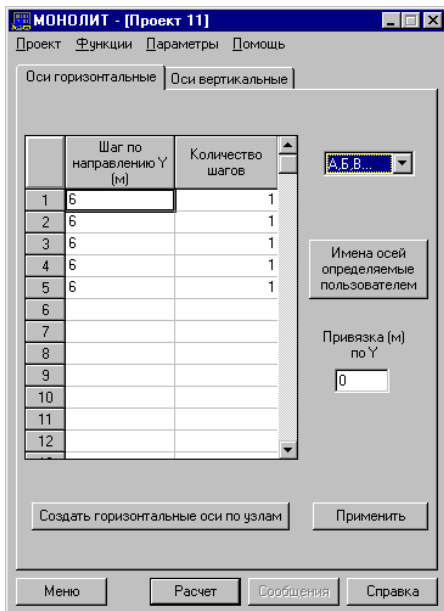 МОНОЛИТ - [Проект 11]
Проект Функции Параметры Помощь
Оси горизонтальные Оси вертикальные
Шаг по направлению Y (м) Количество шагов
1 6 1
2 6 1
3 6 1
4 6 1
5 6 1
6
7
8
9
10
11
12
А,Б,В...
Имена осей
определяемые
пользователем
Привязка (м)
по Y
0
Создать горизонтальные оси по узлам Применить
Меню Расчет Сообщения Справка